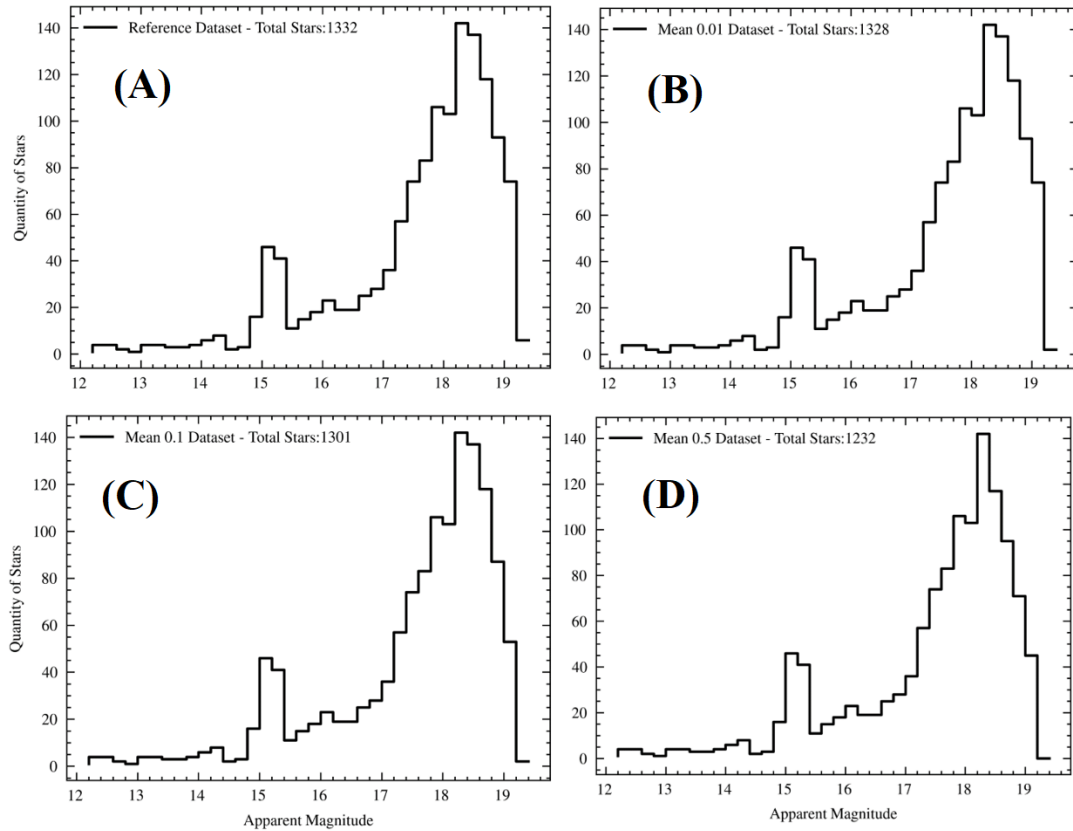 Reference Dataset - Total Stars:1332
(A)
Quantity of Stars
140
120
100
80
60
40
20
0
12 13 14 15 16 17 18 19
Mean 0.01 Dataset - Total Stars:1328
(B)
140
120
100
80
60
40
20
0
12 13 14 15 16 17 18 19
Mean 0.1 Dataset - Total Stars:1301
(C)
Quantity of Stars
140
120
100
80
60
40
20
0
12 13 14 15 16 17 18 19
Apparent Magnitude
Mean 0.5 Dataset - Total Stars:1232
(D)
140
120
100
80
60
40
20
0
12 13 14 15 16 17 18 19
Apparent Magnitude